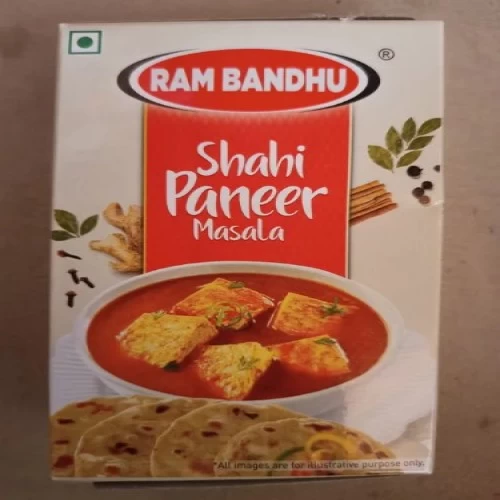 RAM BANDHU®
Shahi
Paneer
Masala
*All images are for illustrative purpose only.